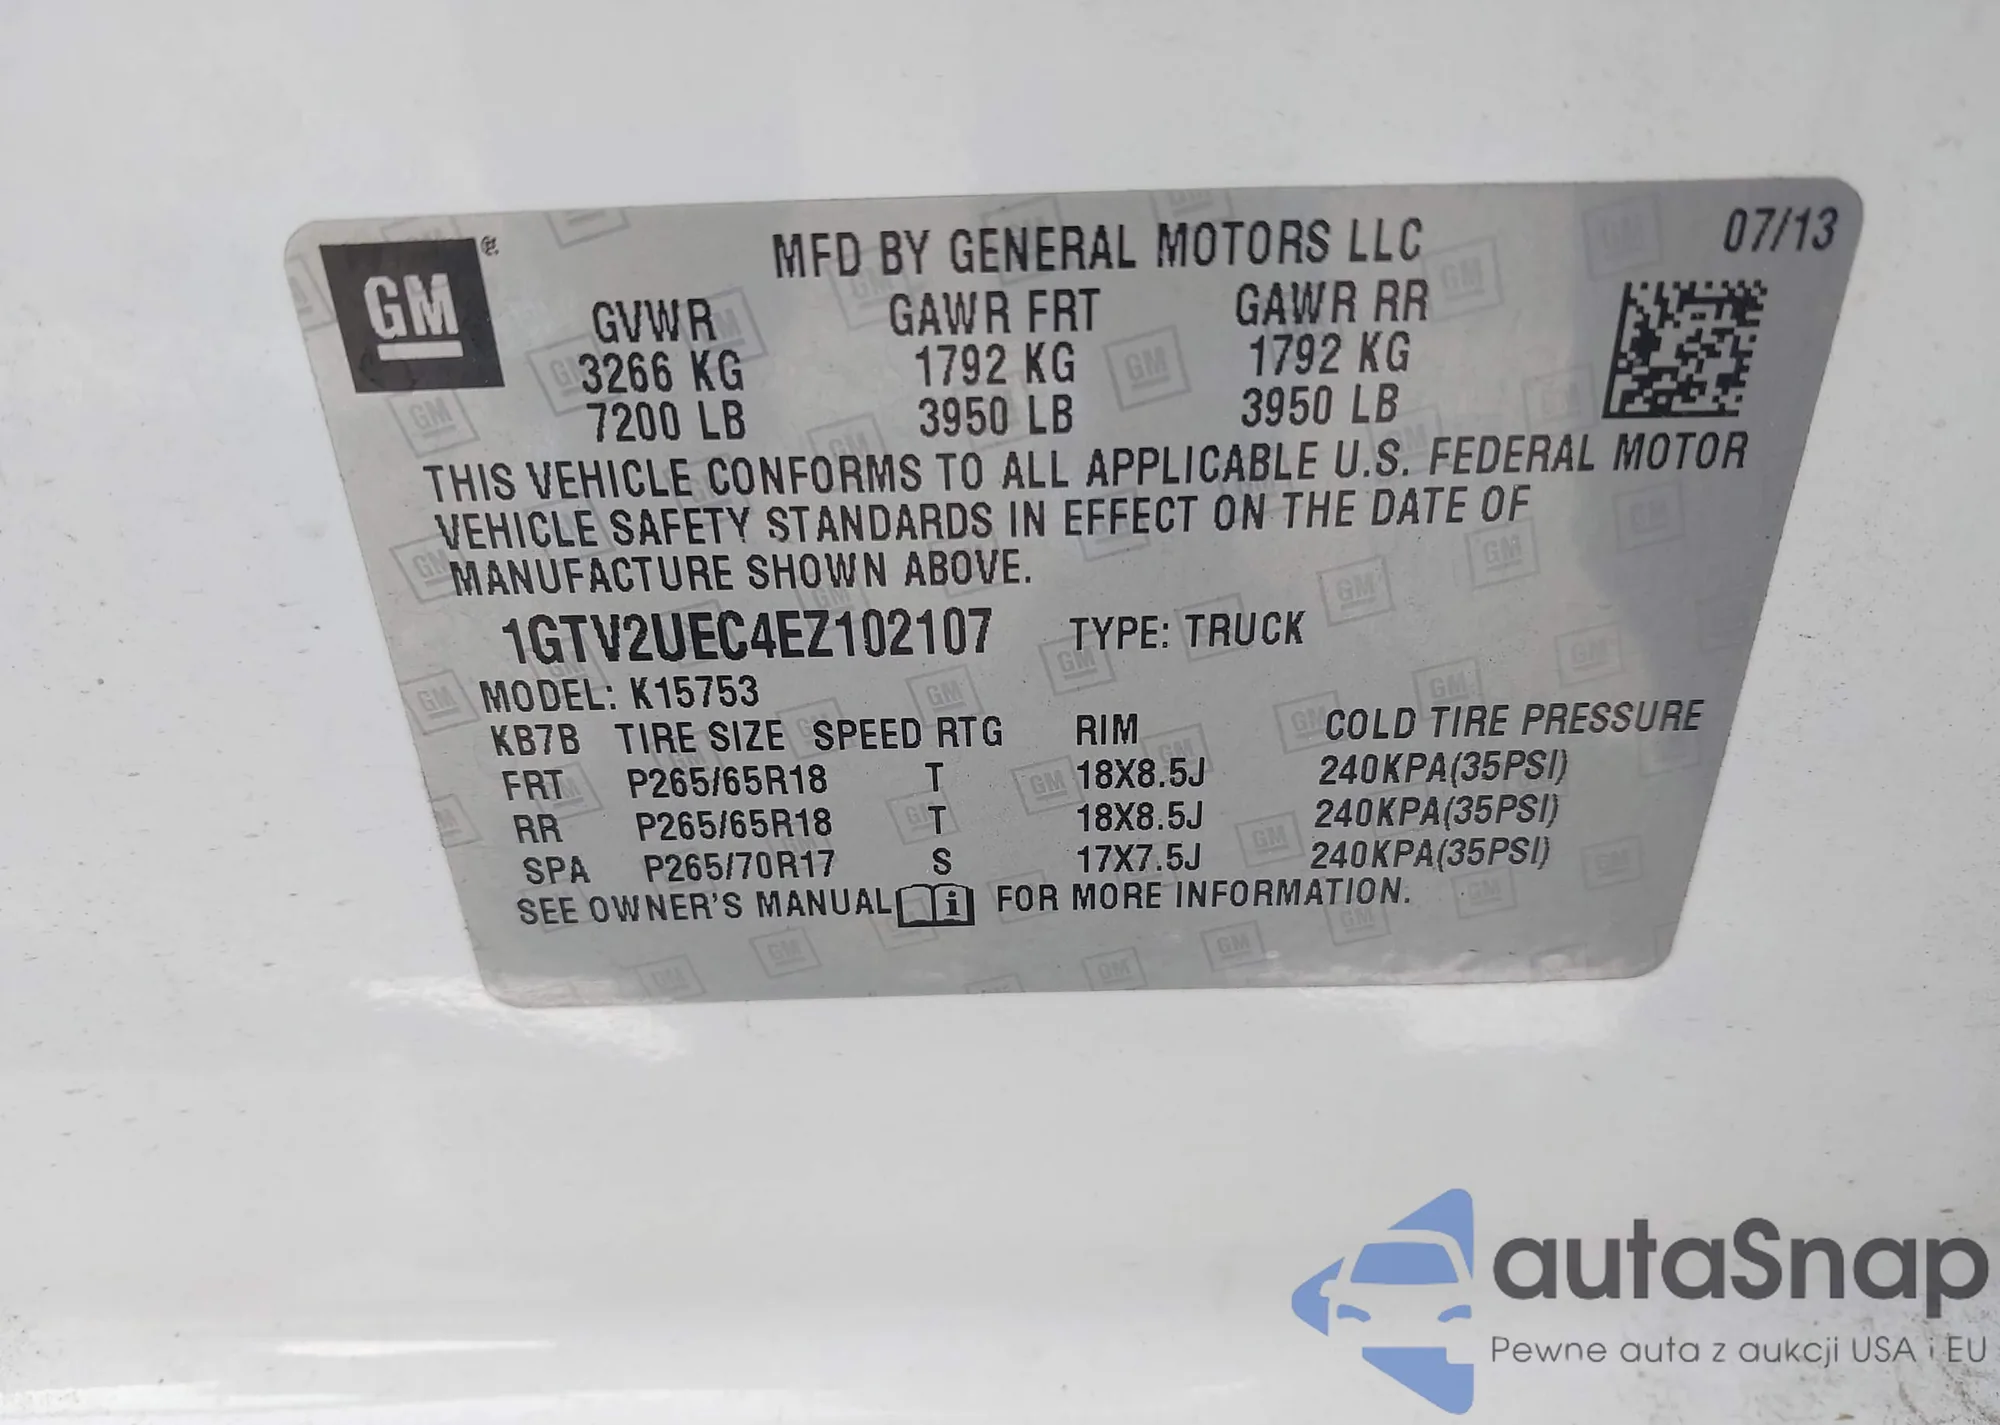 GM
MFD BY GENERAL MOTORS LLC 07/13
GVWR GAWR FRT GAWR RR
3266 KG 1792 KG 1792 KG
7200 LB 3950 LB 3950 LB
THIS VEHICLE CONFORMS TO ALL APPLICABLE U.S. FEDERAL MOTOR
VEHICLE SAFETY STANDARDS IN EFFECT ON THE DATE OF
MANUFACTURE SHOWN ABOVE.
1GTV2UEC4EZ102107 TYPE: TRUCK
MODEL: K15753
KB7B TIRE SIZE SPEED RTG RIM COLD TIRE PRESSURE
FRT P265/65R18 T 18X8.5J 240KPA(35PSI)
RR P265/65R18 T 18X8.5J 240KPA(35PSI)
SPA P265/70R17 S 17X7.5J 240KPA(35PSI)
SEE OWNER'S MANUAL i FOR MORE INFORMATION.
autaSnap
Pewne auta z aukcji USA i EU